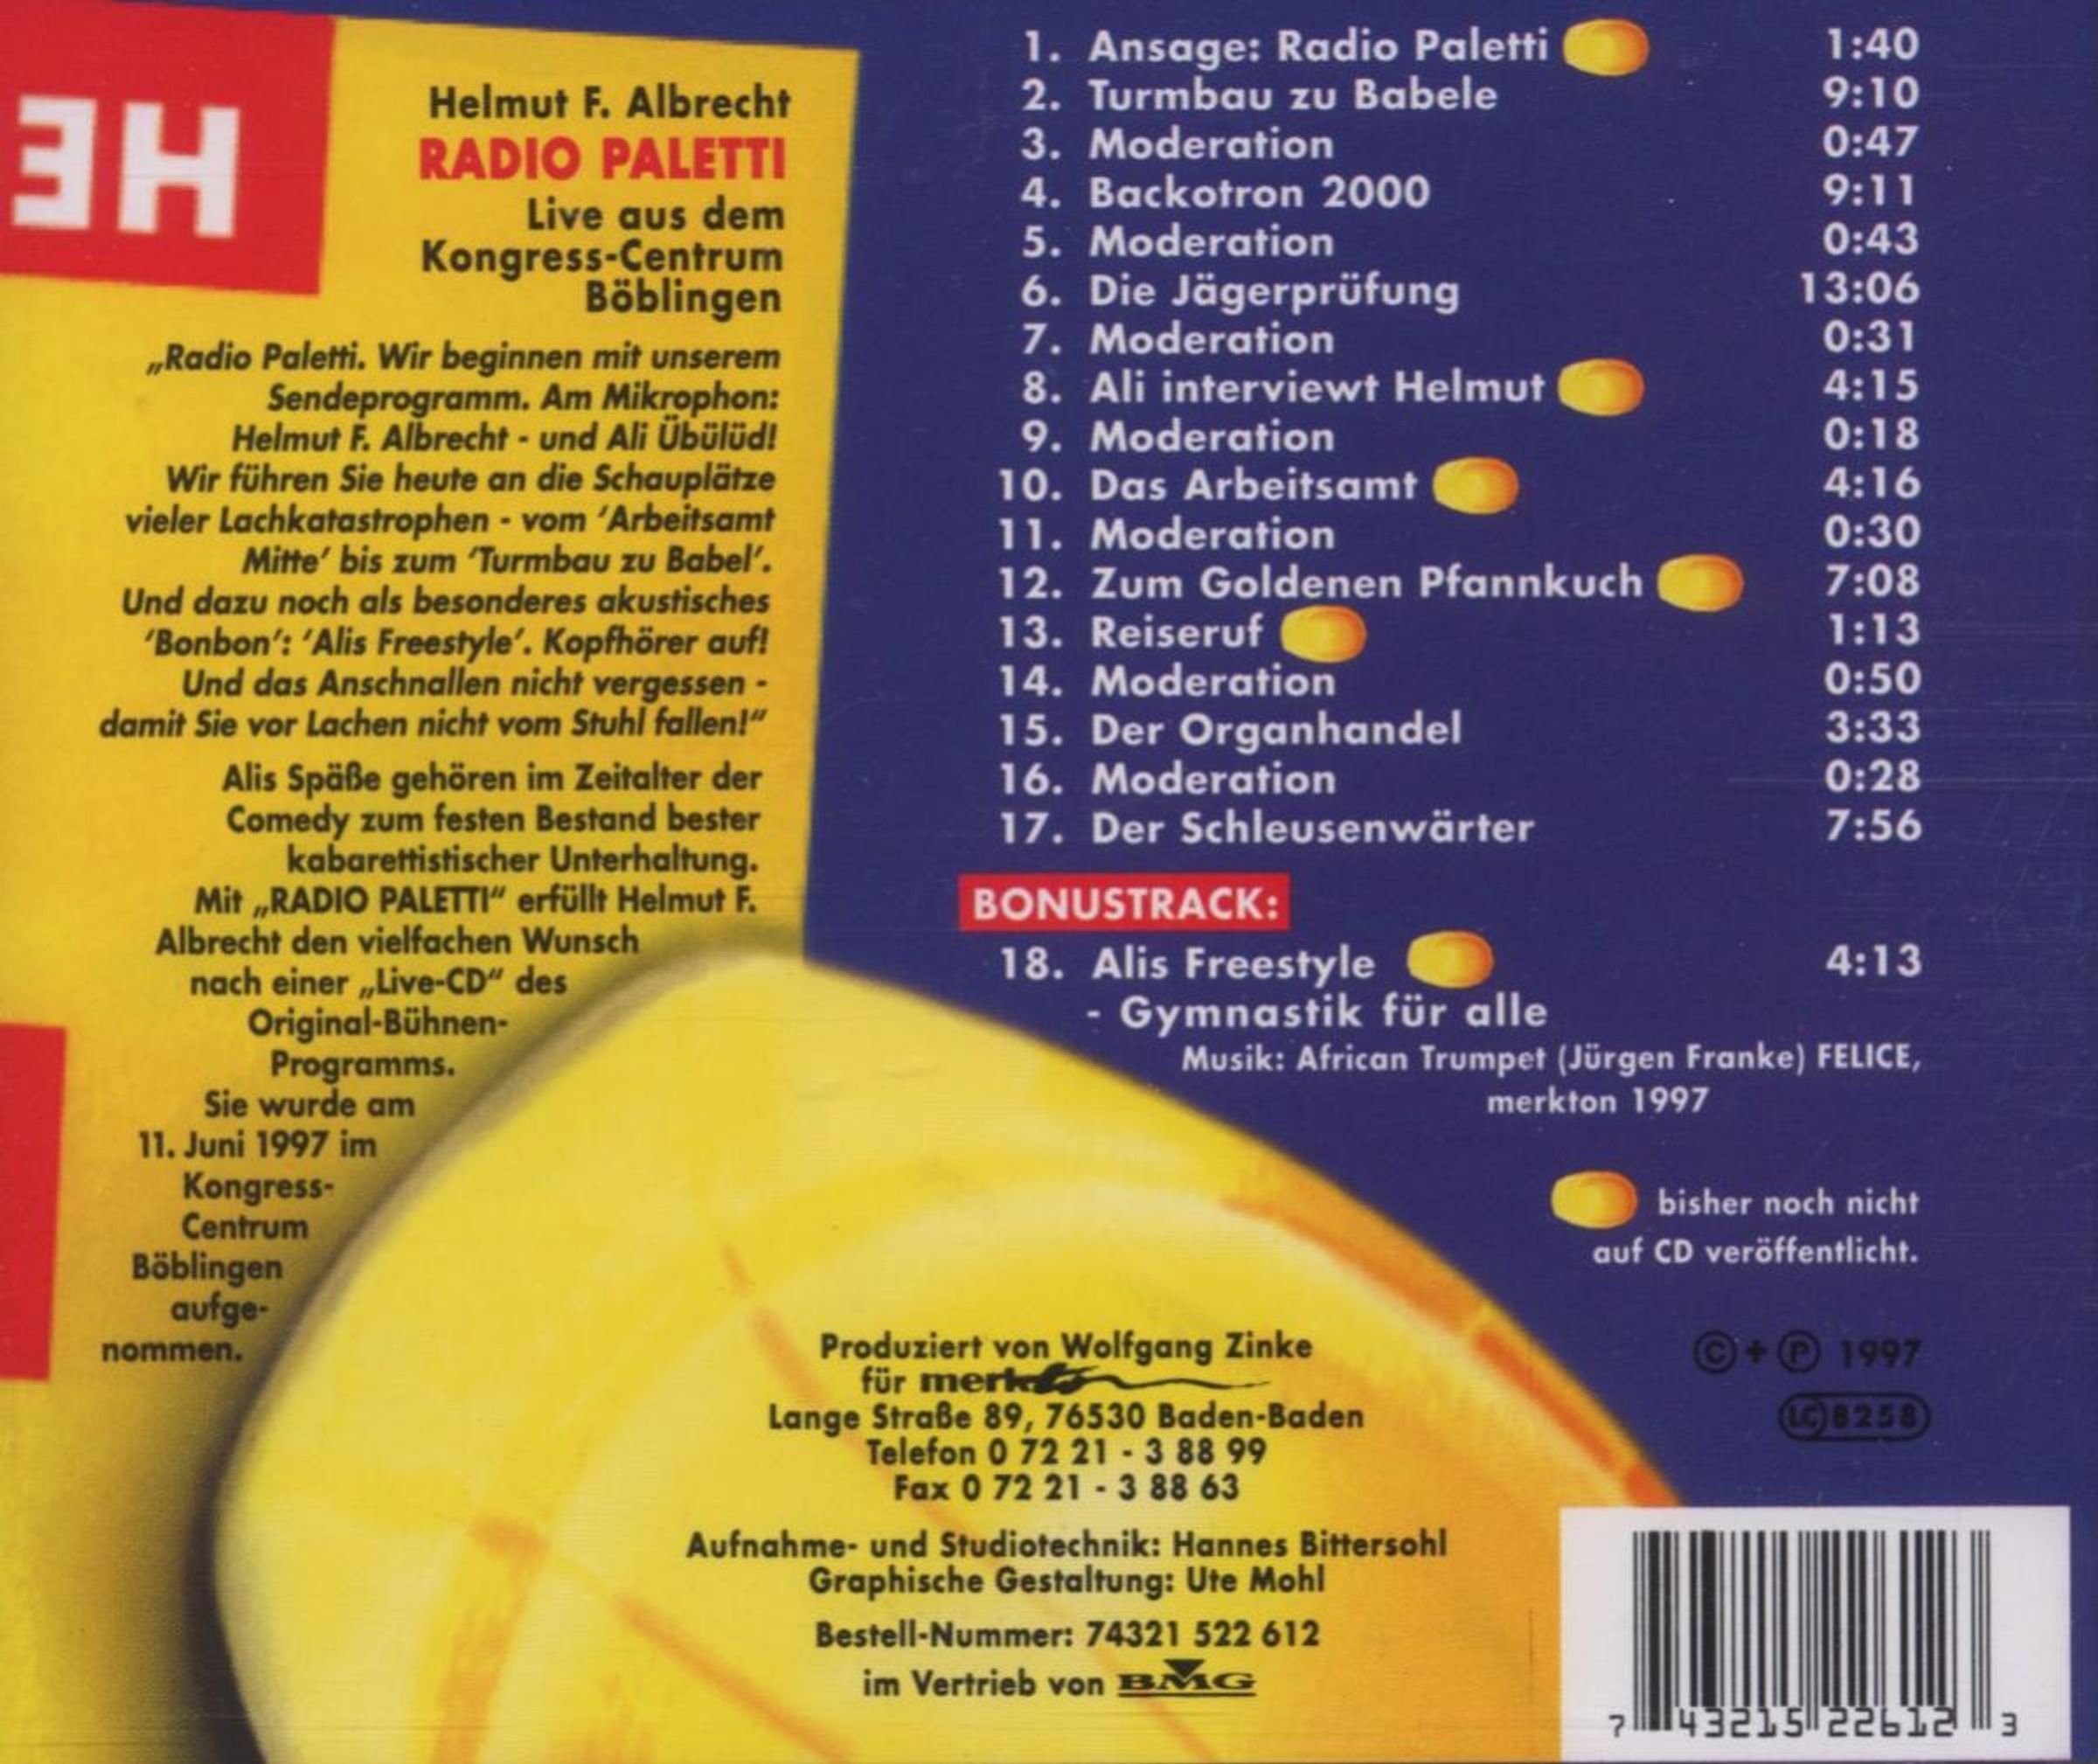 HE
Helmut F. Albrecht
RADIO PALETTI
Live aus dem
Kongress-Centrum
Böblingen
„Radio Paletti. Wir beginnen mit unserem
Sendeprogramm. Am Mikrophon:
Helmut F. Albrecht - und Ali Übülüd!
Wir führen Sie heute an die Schauplätze
vieler Lachkatastrophen - vom 'Arbeitsamt
Mitte' bis zum 'Turmbau zu Babel'.
Und dazu noch als besonderes akustisches
'Bonbon': 'Alis Freestyle'. Kopfhörer auf!
Und das Anschnallen nicht vergessen -
damit Sie vor Lachen nicht vom Stuhl fallen!“
Alis Späße gehören im Zeitalter der
Comedy zum festen Bestand bester
kabarettistischer Unterhaltung.
Mit „RADIO PALETTI“ erfüllt Helmut F.
Albrecht den vielfachen Wunsch
nach einer „Live-CD“ des
Original-Bühnen-
Programms.
Sie wurde am
11. Juni 1997 im
Kongress-
Centrum
Böblingen
aufge-
nommen.
1. Ansage: Radio Paletti 1:40
2. Turmbau zu Babele 9:10
3. Moderation 0:47
4. Backotron 2000 9:11
5. Moderation 0:43
6. Die Jägerprüfung 13:06
7. Moderation 0:31
8. Ali interviewt Helmut 4:15
9. Moderation 0:18
10. Das Arbeitsamt 4:16
11. Moderation 0:30
12. Zum Goldenen Pfannkuch 7:08
13. Reiseruf 1:13
14. Moderation 0:50
15. Der Organhandel 3:33
16. Moderation 0:28
17. Der Schleusenwärter 7:56
BONUSTRACK:
18. Alis Freestyle 4:13
- Gymnastik für alle
Musik: African Trumpet (Jürgen Franke) FELICE,
merkton 1997
bisher noch nicht
auf CD veröffentlicht.
© + ℗ 1997
LC 8258
Produziert von Wolfgang Zinke
für merkton
Lange Straße 89, 76530 Baden-Baden
Telefon 0 72 21 - 3 88 99
Fax 0 72 21 - 3 88 63
Aufnahme- und Studiotechnik: Hannes Bittersohl
Graphische Gestaltung: Ute Mohl
Bestell-Nummer: 74321 522 612
im Vertrieb von BMG
7 43215 22612 3